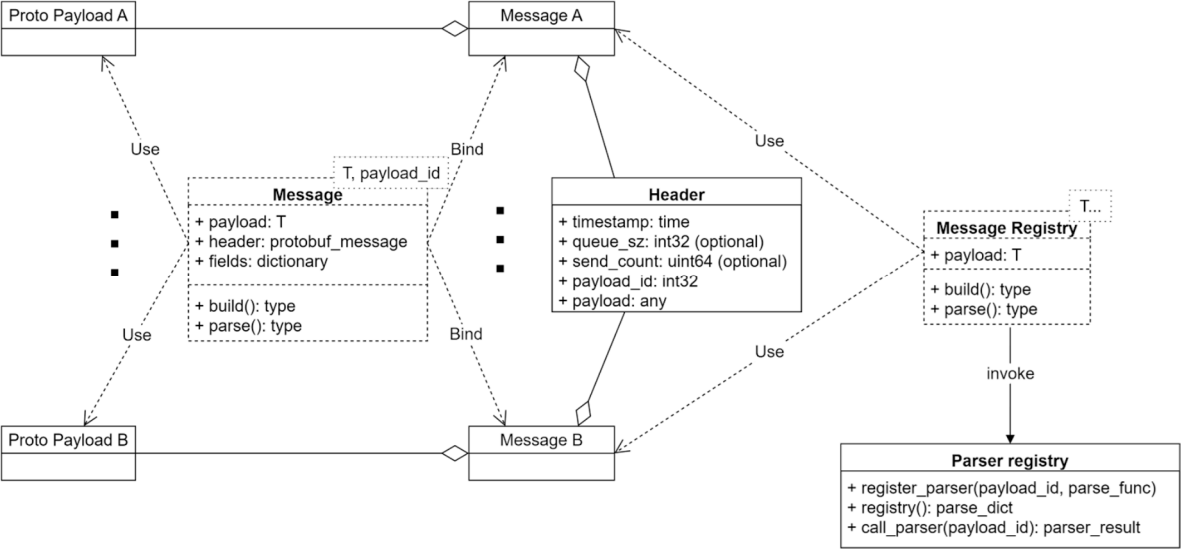 Proto Payload A
Message A
Use
Bind
Use
T, payload_id
Message
+ payload: T
+ header: protobuf_message
+ fields: dictionary
+ build(): type
+ parse(): type
Header
+ timestamp: time
+ queue_sz: int32 (optional)
+ send_count: uint64 (optional)
+ payload_id: int32
+ payload: any
T...
Message Registry
+ payload: T
+ build(): type
+ parse(): type
Use
Bind
Use
invoke
Proto Payload B
Message B
Parser registry
+ register_parser(payload_id, parse_func)
+ registry(): parse_dict
+ call_parser(payload_id): parser_result